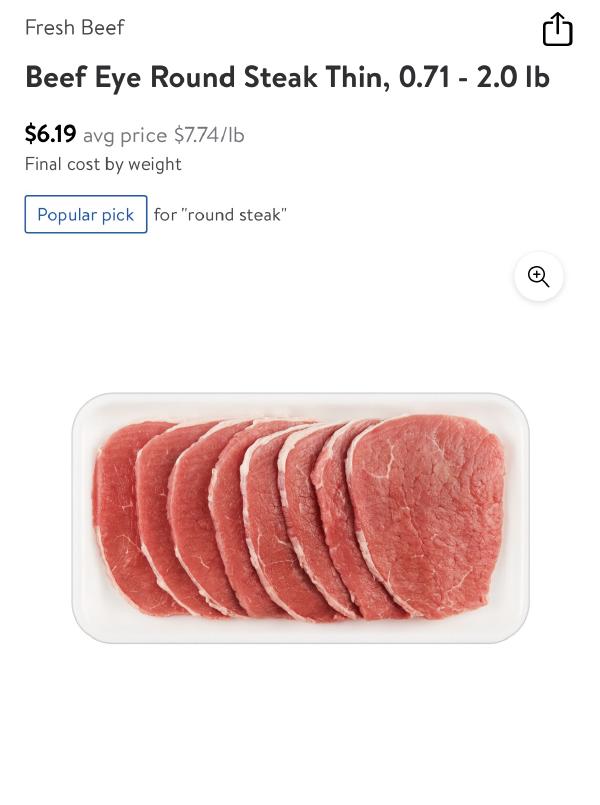 Fresh Beef
Beef Eye Round Steak Thin, 0.71 - 2.0 lb
$6.19 avg price $7.74/lb
Final cost by weight
Popular pick for "round steak"